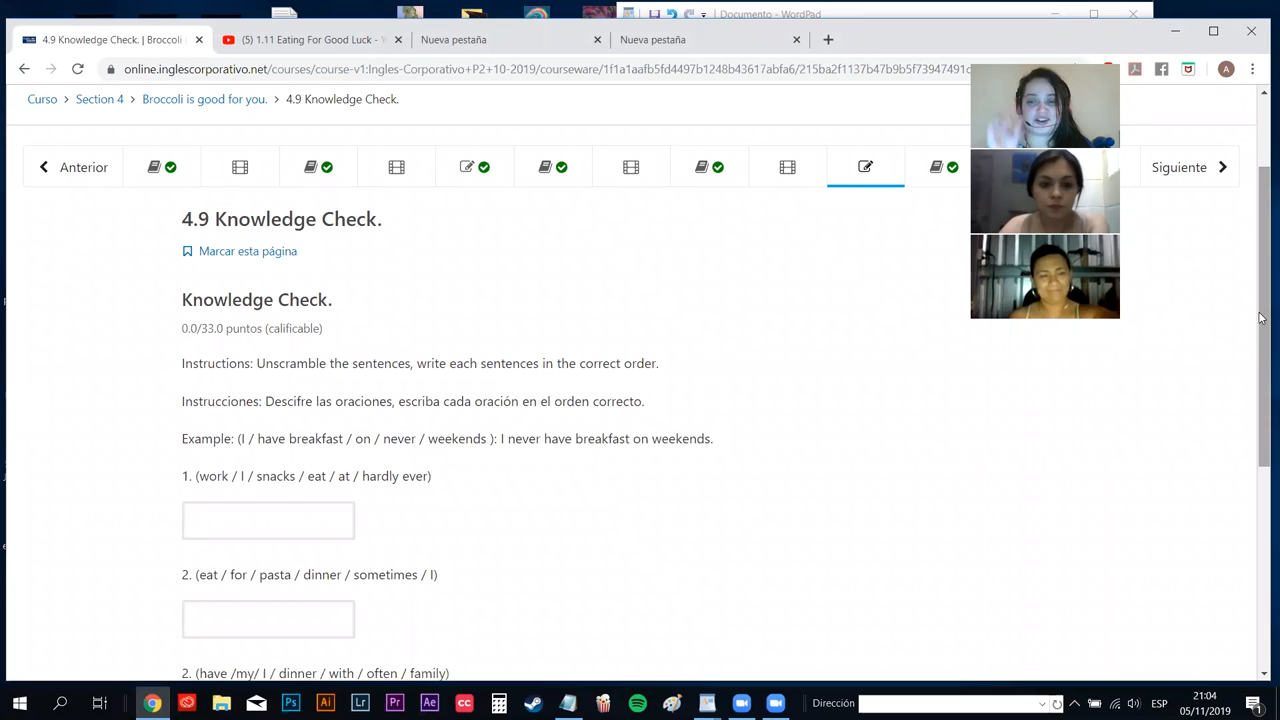 Documento - WordPad
4.9 Knowledge Check. | Broccoli i
(5) 1.11 Eating For Good Luck -
Nueva pestaña
Nueva pestaña
online.inglescorporativo.net/courses/course-v1:Ingles-Corporativo+P2+10-2019/courseware/1f1a1aafb5fd4497b1248b43617abfa6/215ba2f1137b47b9b5f73947491c
A
Curso > Section 4 > Broccoli is good for you. > 4.9 Knowledge Check.
Anterior
Siguiente
4.9 Knowledge Check.
Marcar esta página
Knowledge Check.
0.0/33.0 puntos (calificable)
Instructions: Unscramble the sentences, write each sentences in the correct order.
Instrucciones: Descifre las oraciones, escriba cada oración en el orden correcto.
Example: (I / have breakfast / on / never / weekends ): I never have breakfast on weekends.
1. (work / I / snacks / eat / at / hardly ever)
2. (eat / for / pasta / dinner / sometimes / I)
2. (have /my/ I / dinner / with / often / family)
Ps
Ai
Lr
Pr
Ae
Dirección
ESP
21:04
05/11/2019